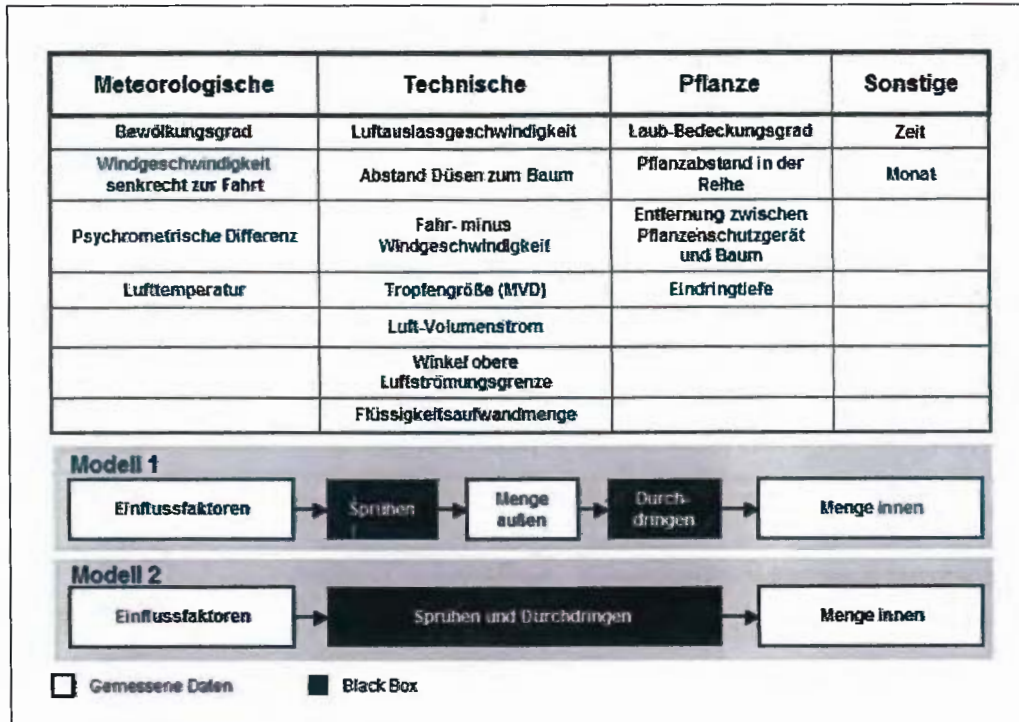 Meteorologische Technische Pflanze Sonstige
Bewölkungsgrad Luftauslassgeschwindigkeit Laub-Bedeckungsgrad Zeit
Windgeschwindigkeit
senkrecht zur Fahrt
Abstand Düsen zum Baum
Pflanzabstand in der
Reihe
Monat
Psychrometrische Differenz
Fahr- minus
Windgeschwindigkeit
Entfernung zwischen
Pflanzenschutzgerät
und Baum
Lufttemperatur Tropfengröße (MVD) Eindringtiefe
Luft-Volumenstrom
Winkel obere
Luftströmungsgrenze
Flüssigkeitsaufwandmenge
Modell 1
Einflussfaktoren
Sprühen
Menge
außen
Durch-
dringen
Menge innen
Modell 2
Einflussfaktoren Sprühen und Durchdringen Menge innen
Gemessene Daten Black Box